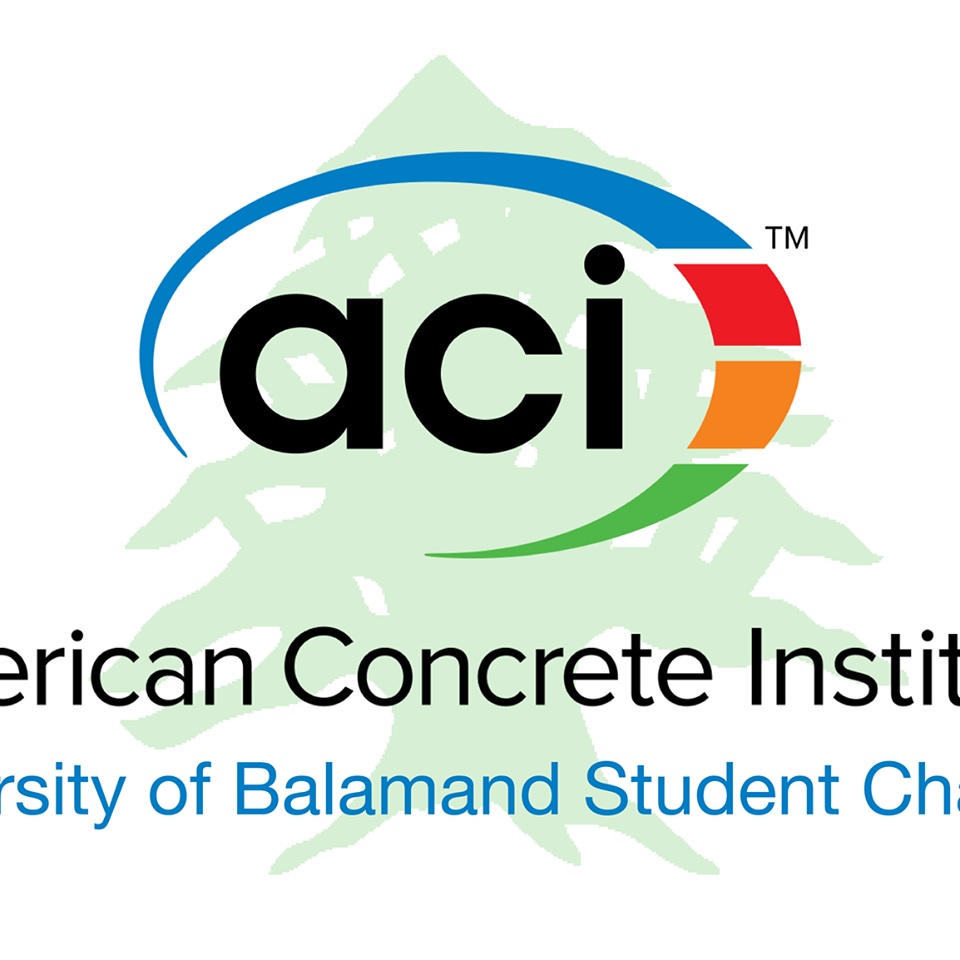 aci TM
erican Concrete Instit
rsity of Balamand Student Cha